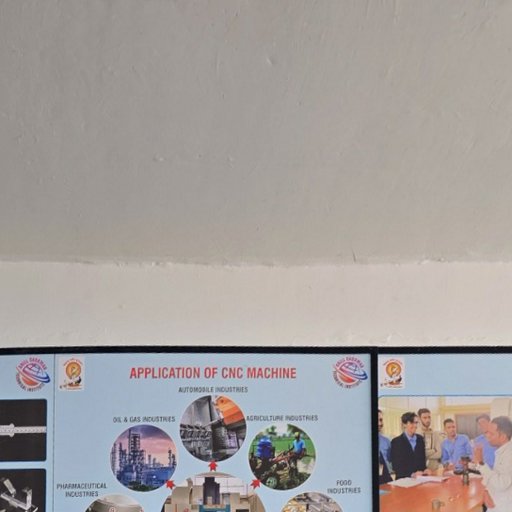 APPLICATION OF CNC MACHINE
AUTOMOBILE INDUSTRIES
OIL & GAS INDUSTRIES
AGRICULTURE INDUSTRIES
PHARMACEUTICAL
INDUSTRIES
FOOD
INDUSTRIES